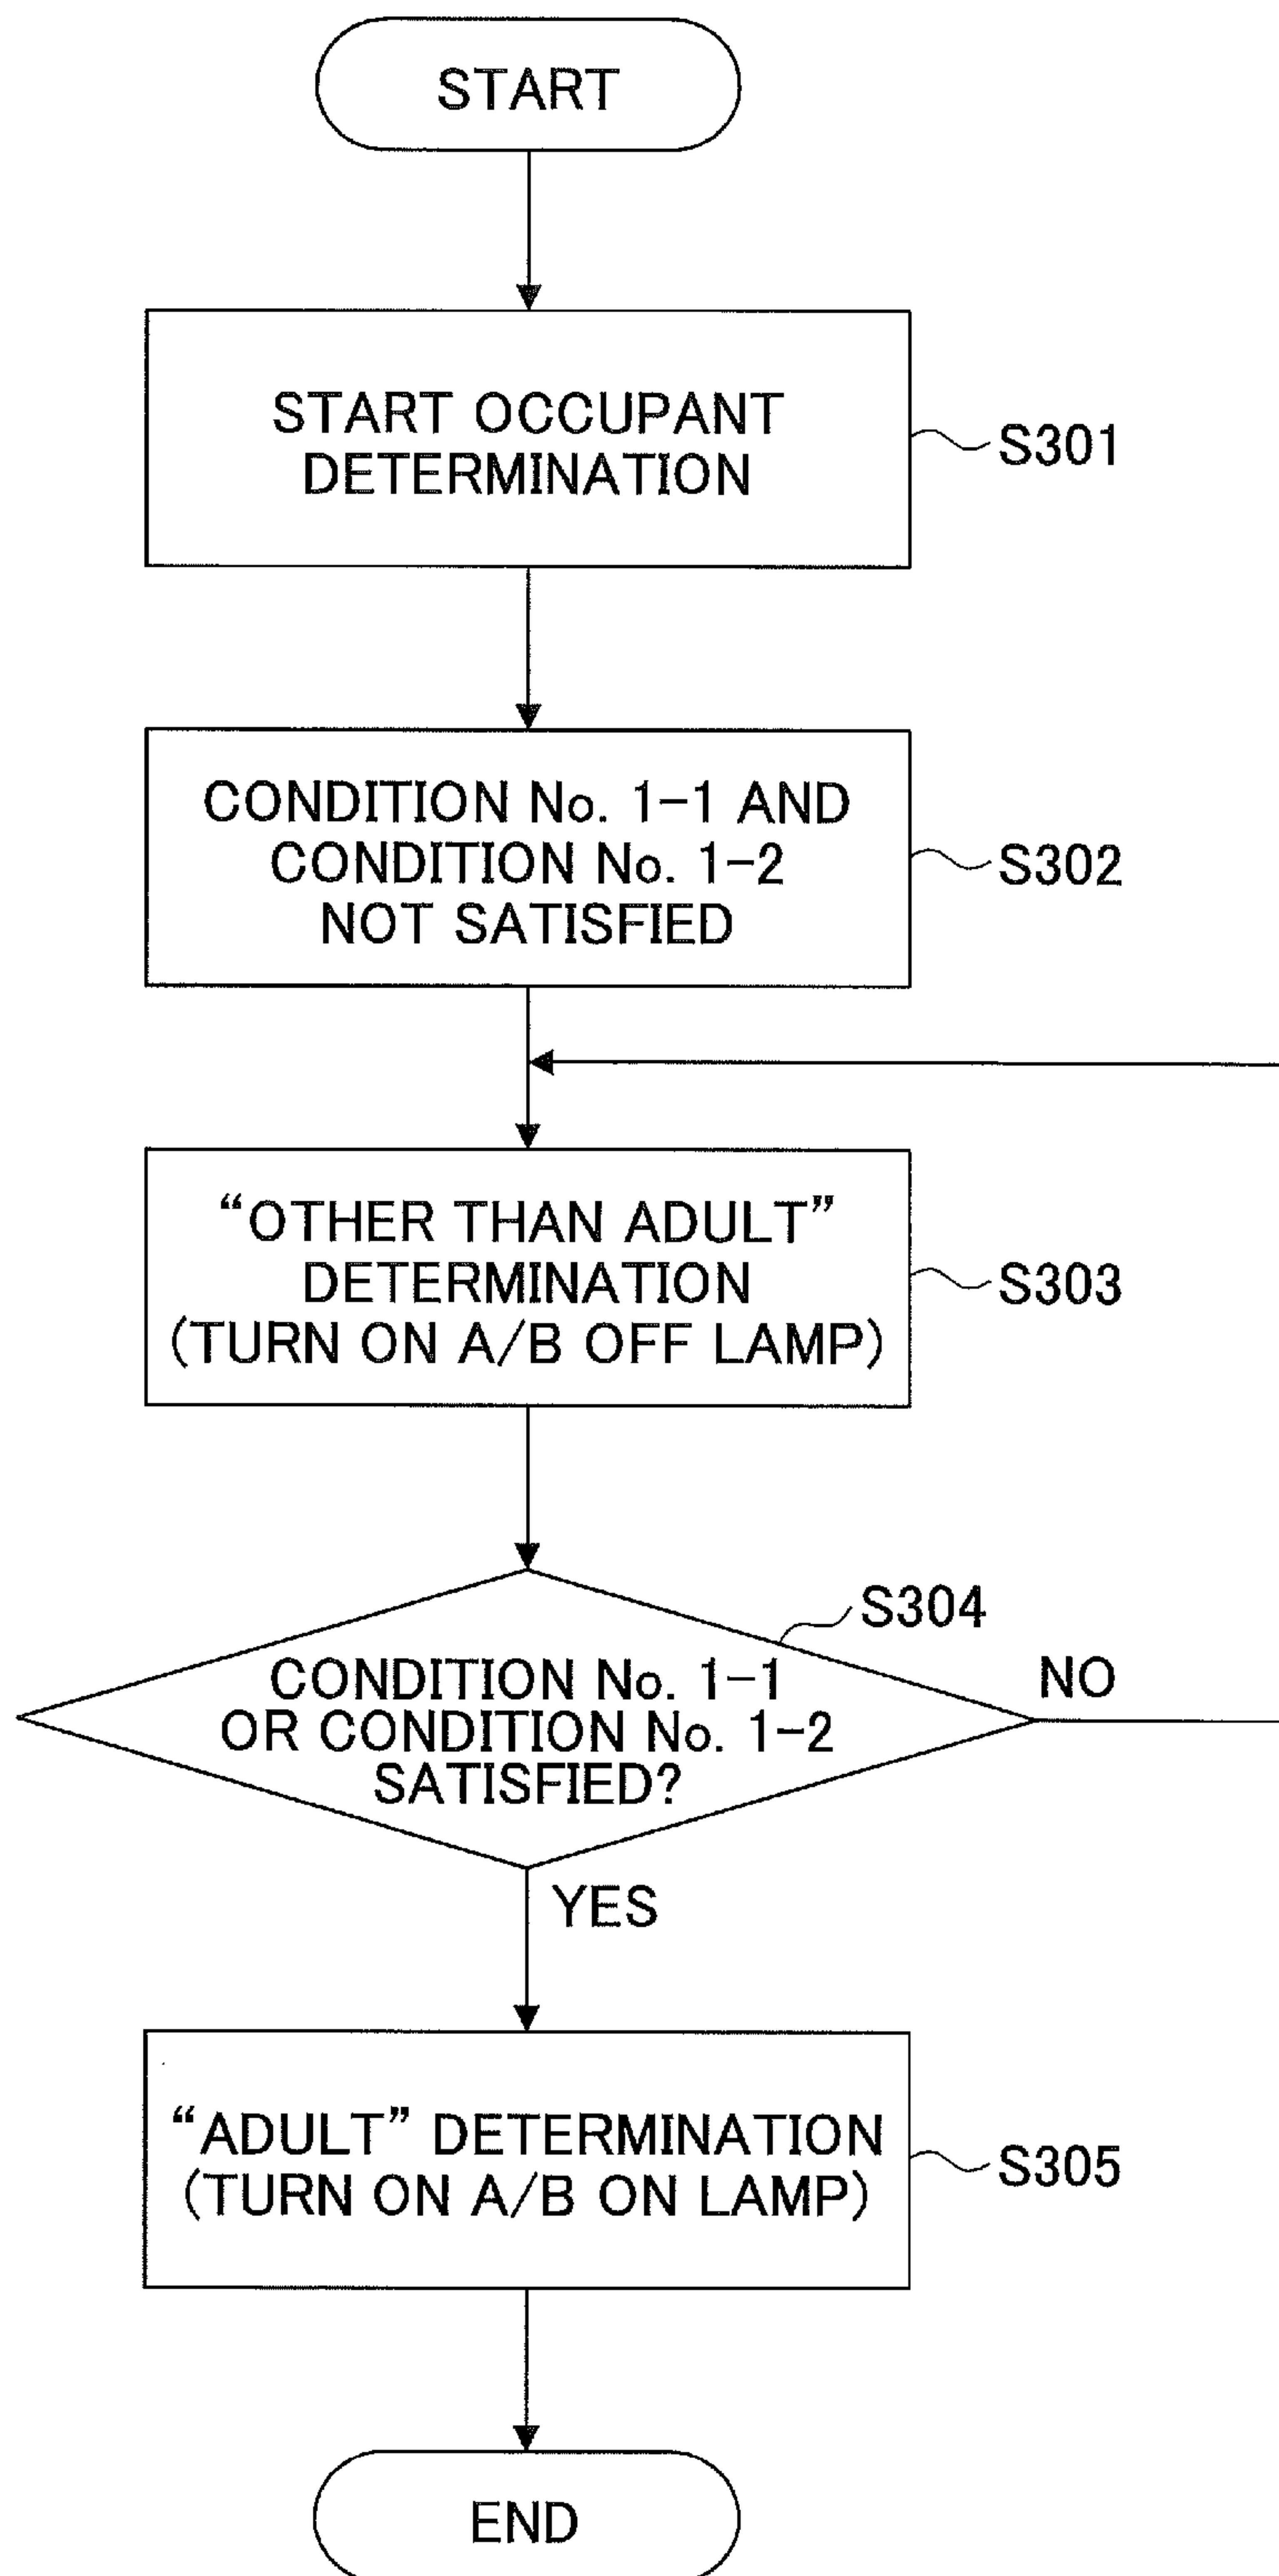 START
START OCCUPANT
DETERMINATION
S301
CONDITION No. 1-1 AND
CONDITION No. 1-2
NOT SATISFIED
S302
“OTHER THAN ADULT”
DETERMINATION
(TURN ON A/B OFF LAMP)
S303
S304
CONDITION No. 1-1
OR CONDITION No. 1-2
SATISFIED?
NO
YES
“ADULT” DETERMINATION
(TURN ON A/B ON LAMP)
S305
END